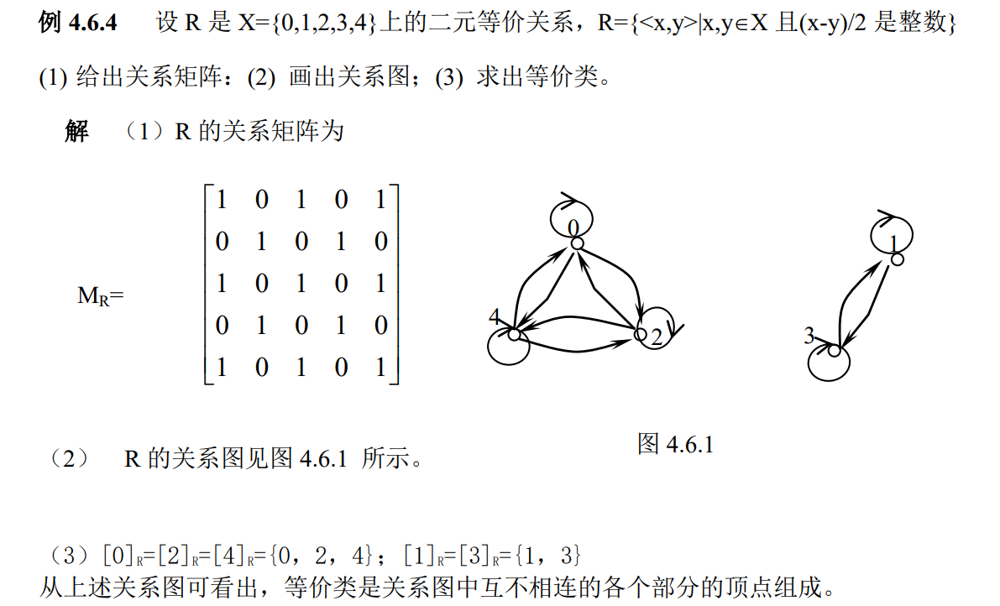 例 4.6.4 设 R 是 X={0,1,2,3,4}上的二元等价关系，R={<x,y>|x,y∈X 且(x-y)/2 是整数}
(1) 给出关系矩阵：(2) 画出关系图；(3) 求出等价类。
解 （1）R 的关系矩阵为
M_R=
1 0 1 0 1
0 1 0 1 0
1 0 1 0 1
0 1 0 1 0
1 0 1 0 1
0
4
2
1
3
图 4.6.1
（2） R 的关系图见图 4.6.1 所示。
（3）[0]_R=[2]_R=[4]_R={0，2，4}；[1]_R=[3]_R={1，3}
从上述关系图可看出，等价类是关系图中互不相连的各个部分的顶点组成。